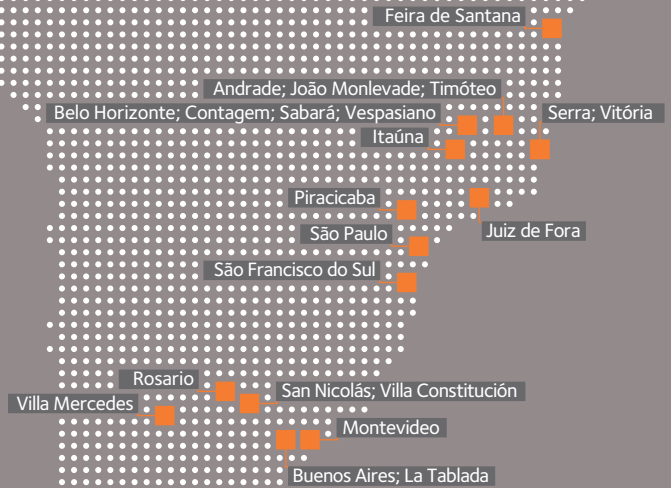 Feira de Santana
Andrade; João Monlevade; Timóteo
Belo Horizonte; Contagem; Sabará; Vespasiano
Serra; Vitória
Itaúna
Piracicaba
Juiz de Fora
São Paulo
São Francisco do Sul
Rosario
San Nicolás; Villa Constitución
Villa Mercedes
Montevideo
Buenos Aires; La Tablada